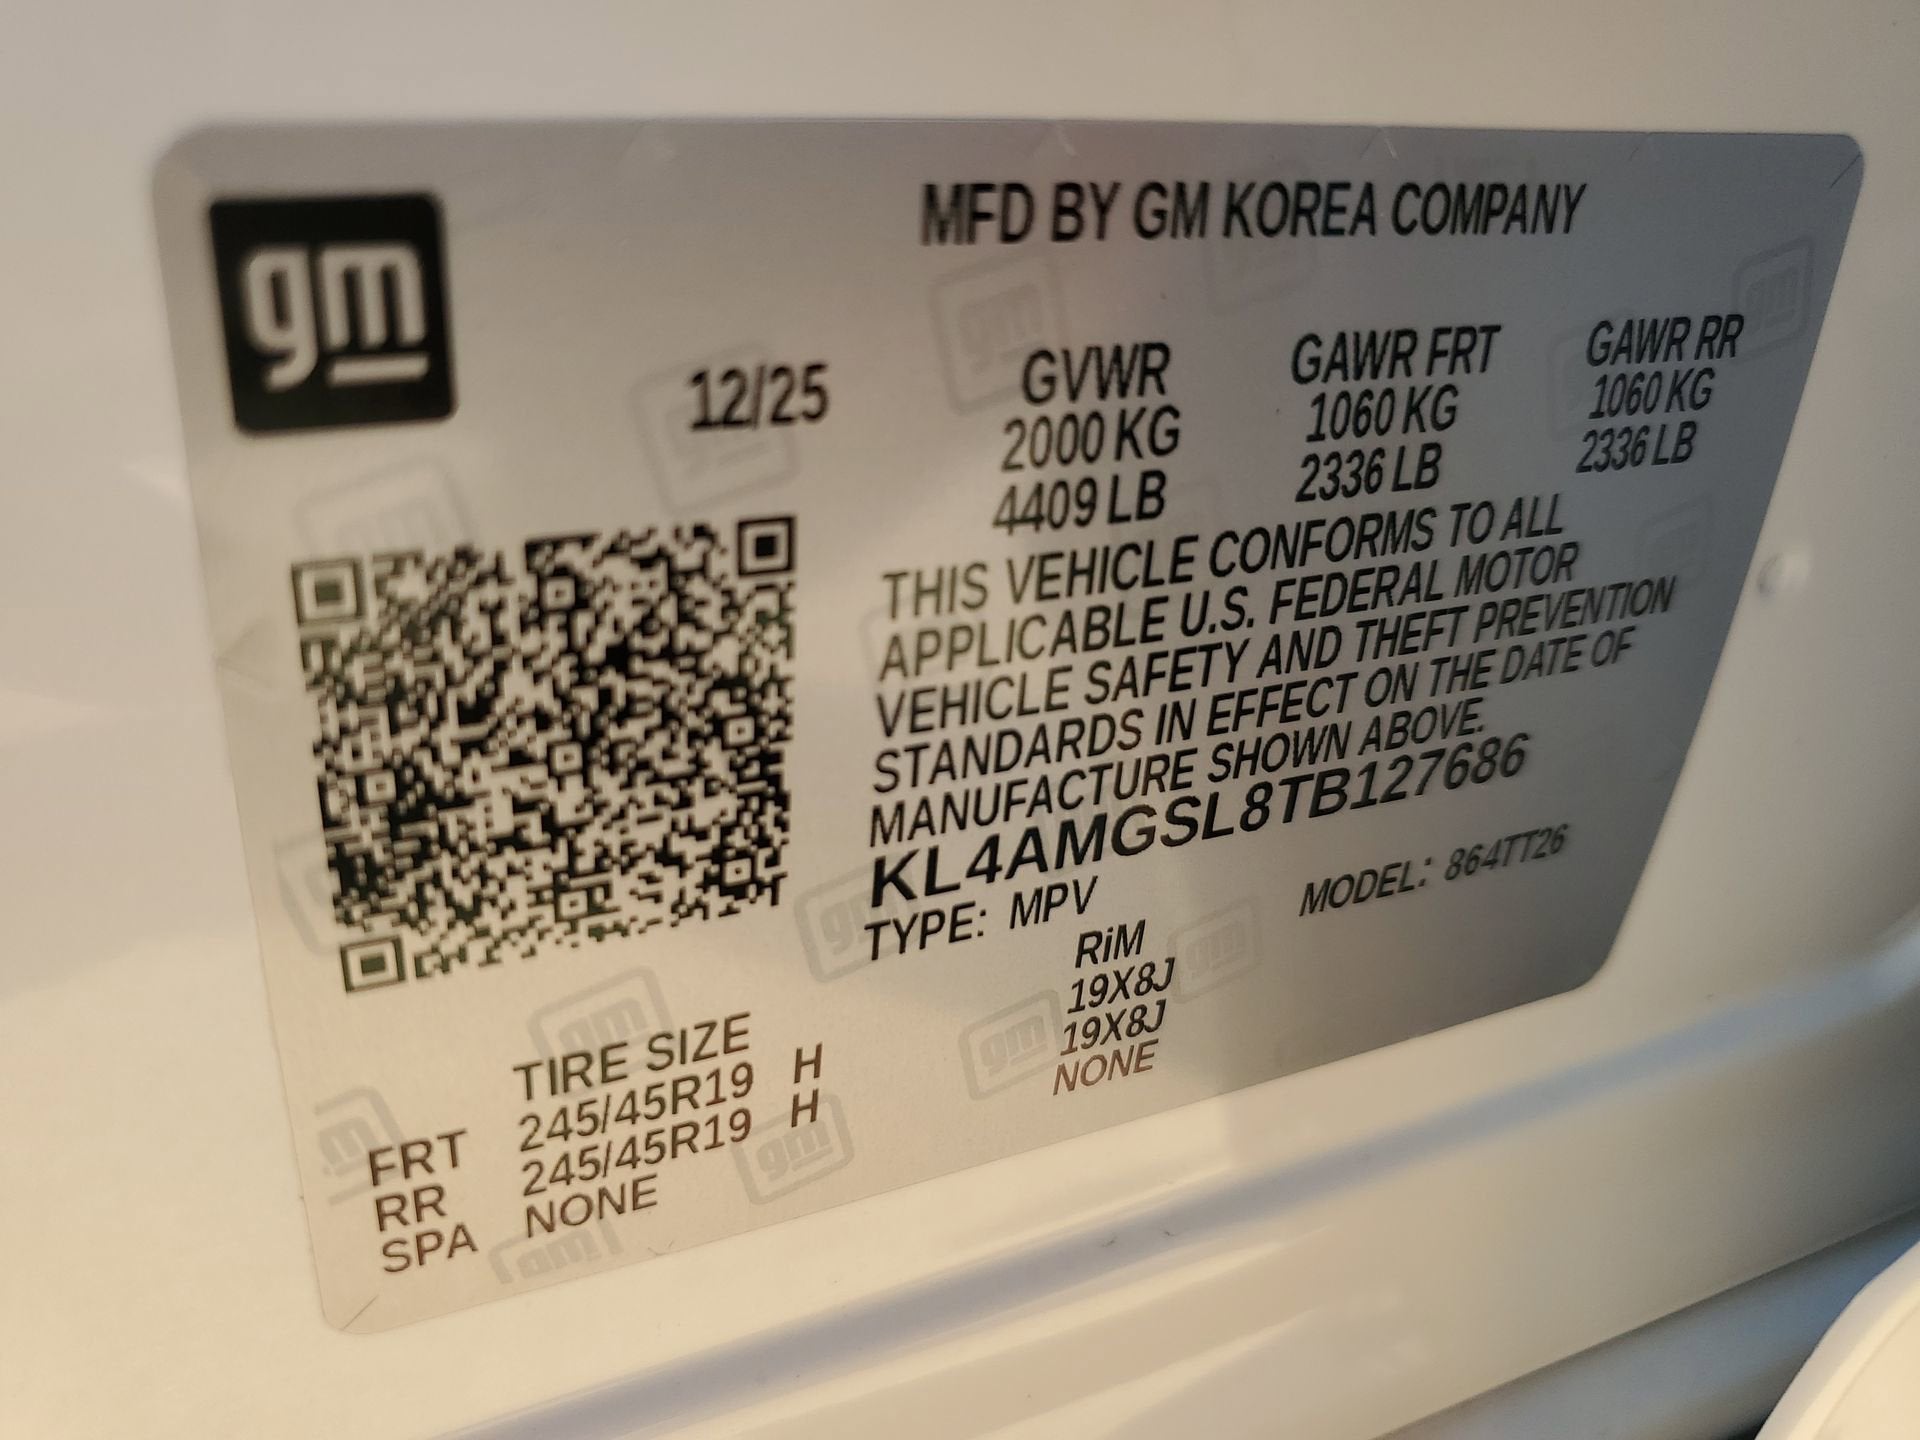 gm
MFD BY GM KOREA COMPANY
12/25
GVWR GAWR FRT GAWR RR
2000 KG 1060 KG 1060 KG
4409 LB 2336 LB 2336 LB
THIS VEHICLE CONFORMS TO ALL
APPLICABLE U.S. FEDERAL MOTOR
VEHICLE SAFETY AND THEFT PREVENTION
STANDARDS IN EFFECT ON THE DATE OF
MANUFACTURE SHOWN ABOVE.
KL4AMGSL8TB127686
TYPE: MPV MODEL: 864TT26
TIRE SIZE RiM
FRT 245/45R19 H 19X8J
RR 245/45R19 H 19X8J
SPA NONE NONE